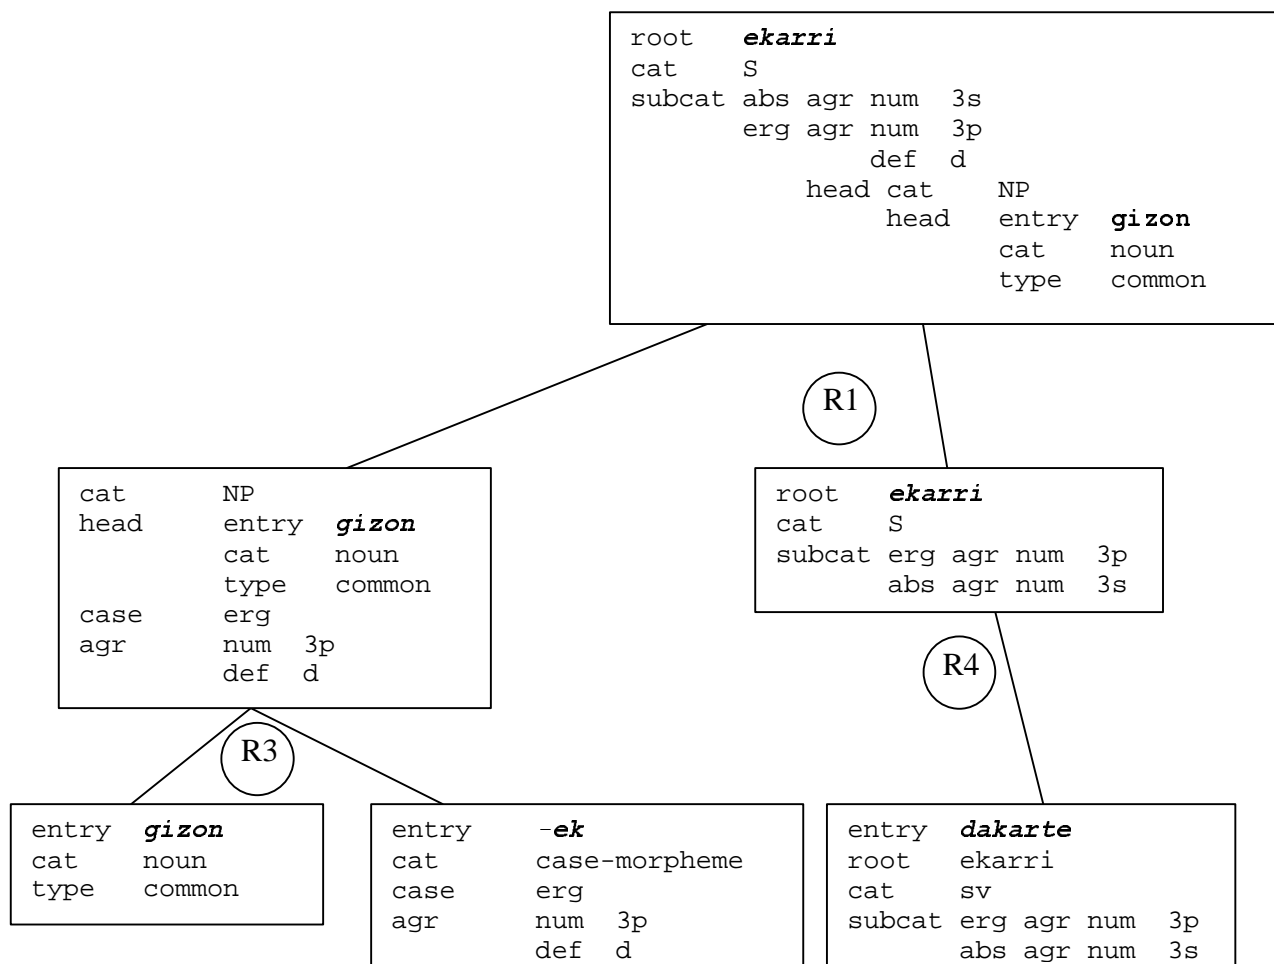 root ekarri
cat S
subcat abs agr num 3s
erg agr num 3p
def d
head cat NP
head entry gizon
cat noun
type common
R1
cat NP
head entry gizon
cat noun
type common
case erg
agr num 3p
def d
root ekarri
cat S
subcat erg agr num 3p
abs agr num 3s
R4
R3
entry gizon
cat noun
type common
entry -ek
cat case-morpheme
case erg
agr num 3p
def d
entry dakarte
root ekarri
cat sv
subcat erg agr num 3p
abs agr num 3s